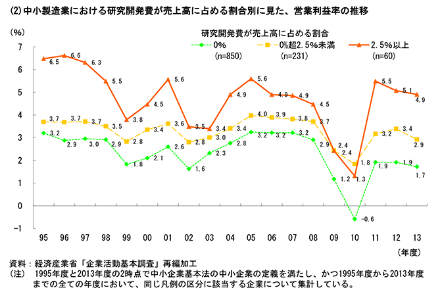 (2)中小製造業における研究開発費が売上高に占める割合別に見た、営業利益率の推移
(%)
研究開発費が売上高に占める割合
0% 0%超2.5%未満 2.5%以上
(n=850) (n=231) (n=60)
7
6
5
4
3
2
1
0
-1
6.5 6.6 6.3 5.5 3.8 4.5 5.6 3.5 3.4 4.9 5.6 4.9 4.9 4.5 2.4 1.3 5.5 5.1 4.9
3.7 3.7 3.7 3.5 2.8 3.4 3.6 2.8 3.0 3.4 4.0 3.9 3.8 3.7 2.4 1.8 3.2 3.4 2.9
3.2 2.9 3.0 2.9 1.8 2.1 2.6 1.6 2.3 2.8 3.2 3.2 3.2 2.9 1.2 -0.6 1.9 1.9 1.7
95 96 97 98 99 00 01 02 03 04 05 06 07 08 09 10 11 12 13
(年度)
資料:経済産業省「企業活動基本調査」再編加工
(注) 1995年度と2013年度の2時点で中小企業基本法の中小企業の定義を満たし、かつ1995年度から2013年度
までの全ての年度において、同じ凡例の区分に該当する企業について集計している。